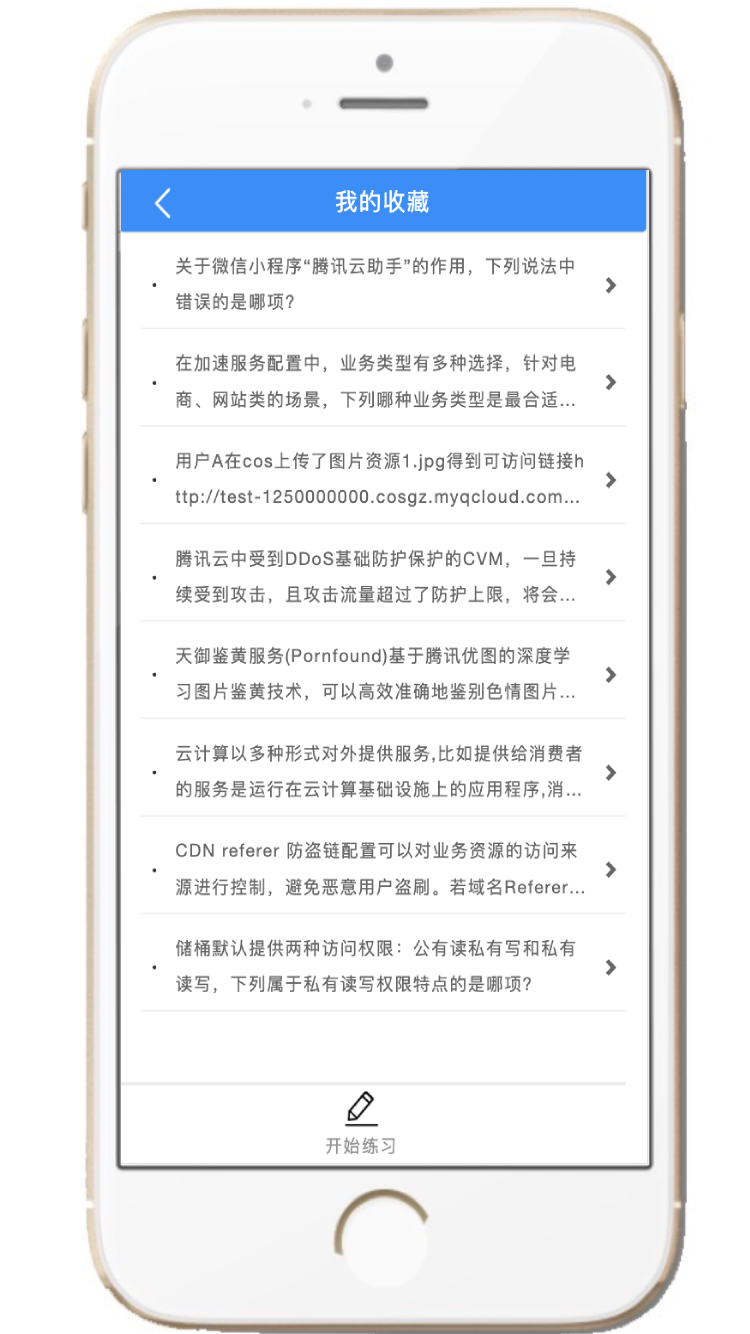 我的收藏
关于微信小程序“腾讯云助手”的作用，下列说法中
错误的是哪项?
在加速服务配置中，业务类型有多种选择，针对电
商、网站类的场景，下列哪种业务类型是最合适...
用户A在cos上传了图片资源1.jpg得到可访问链接h
ttp://test-1250000000.cosgz.myqcloud.com...
腾讯云中受到DDoS基础防护保护的CVM，一旦持
续受到攻击，且攻击流量超过了防护上限，将会...
天御鉴黄服务(Pornfound)基于腾讯优图的深度学
习图片鉴黄技术，可以高效准确地鉴别色情图片...
云计算以多种形式对外提供服务,比如提供给消费者
的服务是运行在云计算基础设施上的应用程序,消...
CDN referer 防盗链配置可以对业务资源的访问来
源进行控制，避免恶意用户盗刷。若域名Referer...
储桶默认提供两种访问权限：公有读私有写和私有
读写，下列属于私有读写权限特点的是哪项?
开始练习